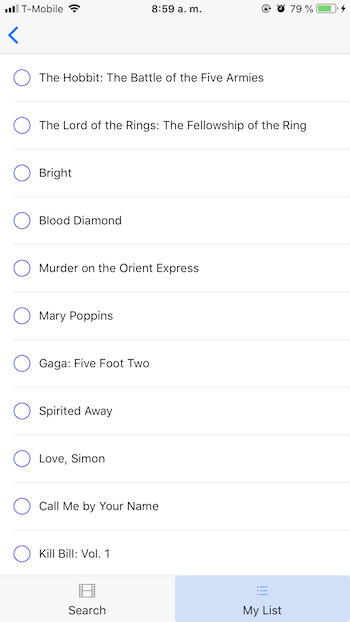 T-Mobile 8:59 a. m. 79 %
The Hobbit: The Battle of the Five Armies
The Lord of the Rings: The Fellowship of the Ring
Bright
Blood Diamond
Murder on the Orient Express
Mary Poppins
Gaga: Five Foot Two
Spirited Away
Love, Simon
Call Me by Your Name
Kill Bill: Vol. 1
Search My List